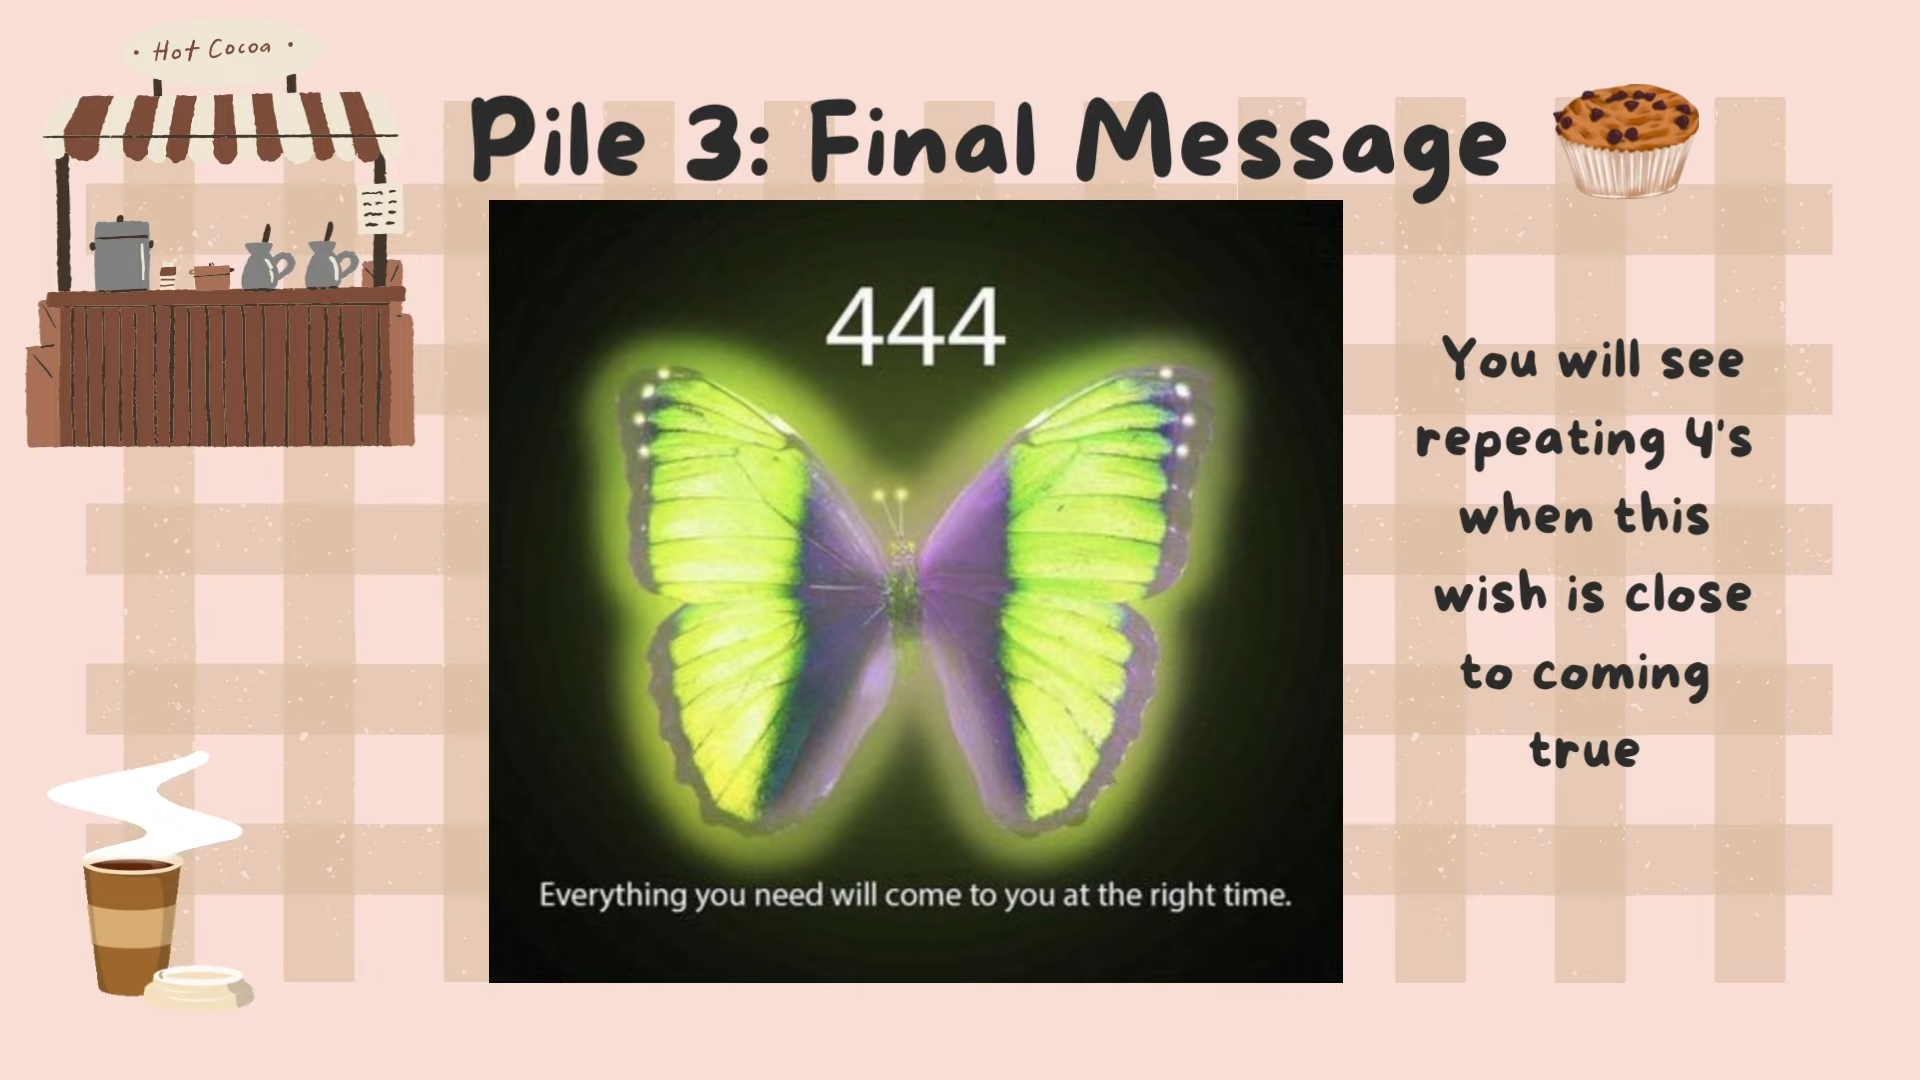 · Hot Cocoa ·
Pile 3: Final Message
444
Everything you need will come to you at the right time.
You will see
repeating 4's
when this
wish is close
to coming
true